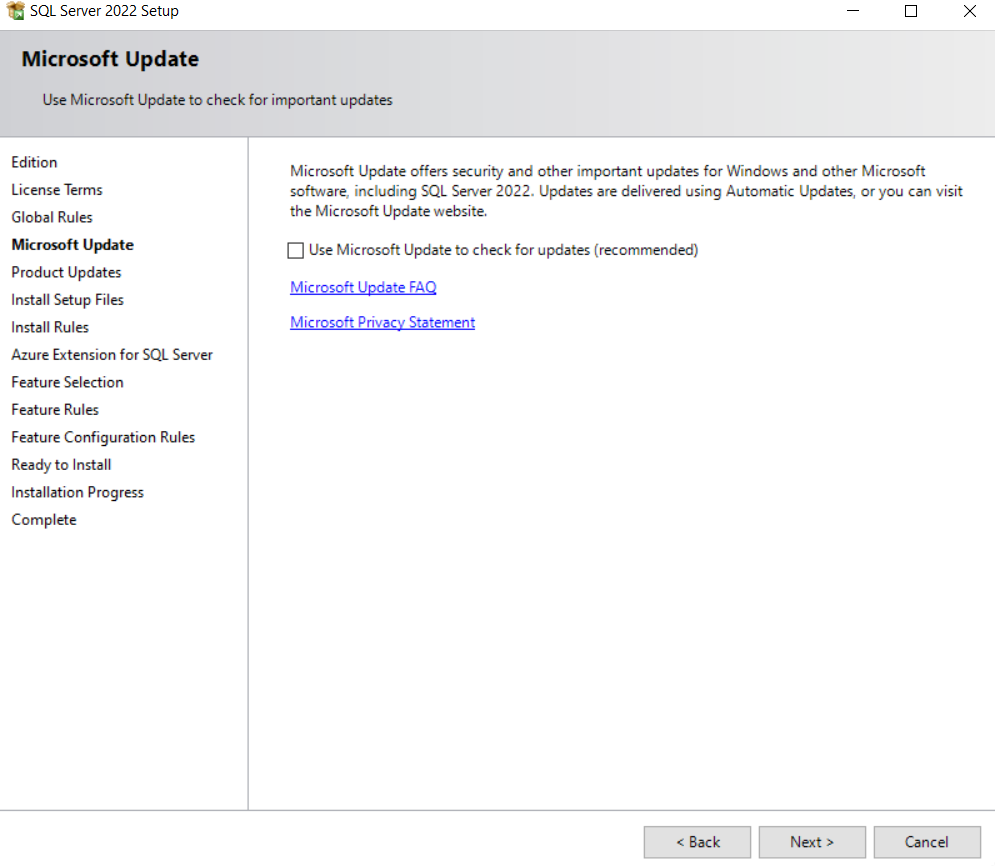 SQL Server 2022 Setup
Microsoft Update
Use Microsoft Update to check for important updates
Edition
License Terms
Global Rules
Microsoft Update
Product Updates
Install Setup Files
Install Rules
Azure Extension for SQL Server
Feature Selection
Feature Rules
Feature Configuration Rules
Ready to Install
Installation Progress
Complete
Microsoft Update offers security and other important updates for Windows and other Microsoft
software, including SQL Server 2022. Updates are delivered using Automatic Updates, or you can visit
the Microsoft Update website.
Use Microsoft Update to check for updates (recommended)
Microsoft Update FAQ
Microsoft Privacy Statement
< Back
Next >
Cancel